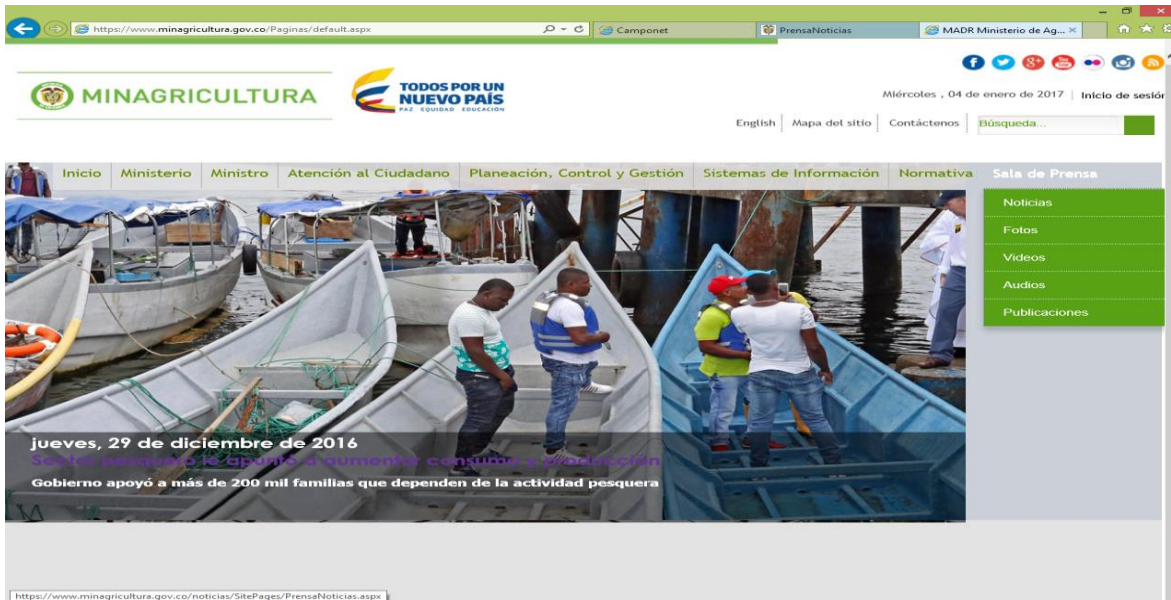 https://www.minagricultura.gov.co/Paginas/default.aspx
Camponet
PrensaNoticias
MADR Ministerio de Ag...
MINAGRICULTURA
TODOS POR UN
NUEVO PAÍS
PAZ EQUIDAD EDUCACIÓN
Miércoles , 04 de enero de 2017 | Inicio de sesión
English | Mapa del sitio | Contáctenos | Búsqueda...
Inicio Ministerio Ministro Atención al Ciudadano Planeación, Control y Gestión Sistemas de Información Normativa Sala de Prensa
Noticias
Fotos
Videos
Audios
Publicaciones
jueves, 29 de diciembre de 2016
Sector pesquero le apuntó a aumentar consumo y producción
Gobierno apoyó a más de 200 mil familias que dependen de la actividad pesquera
https://www.minagricultura.gov.co/noticias/SitePages/PrensaNoticias.aspx